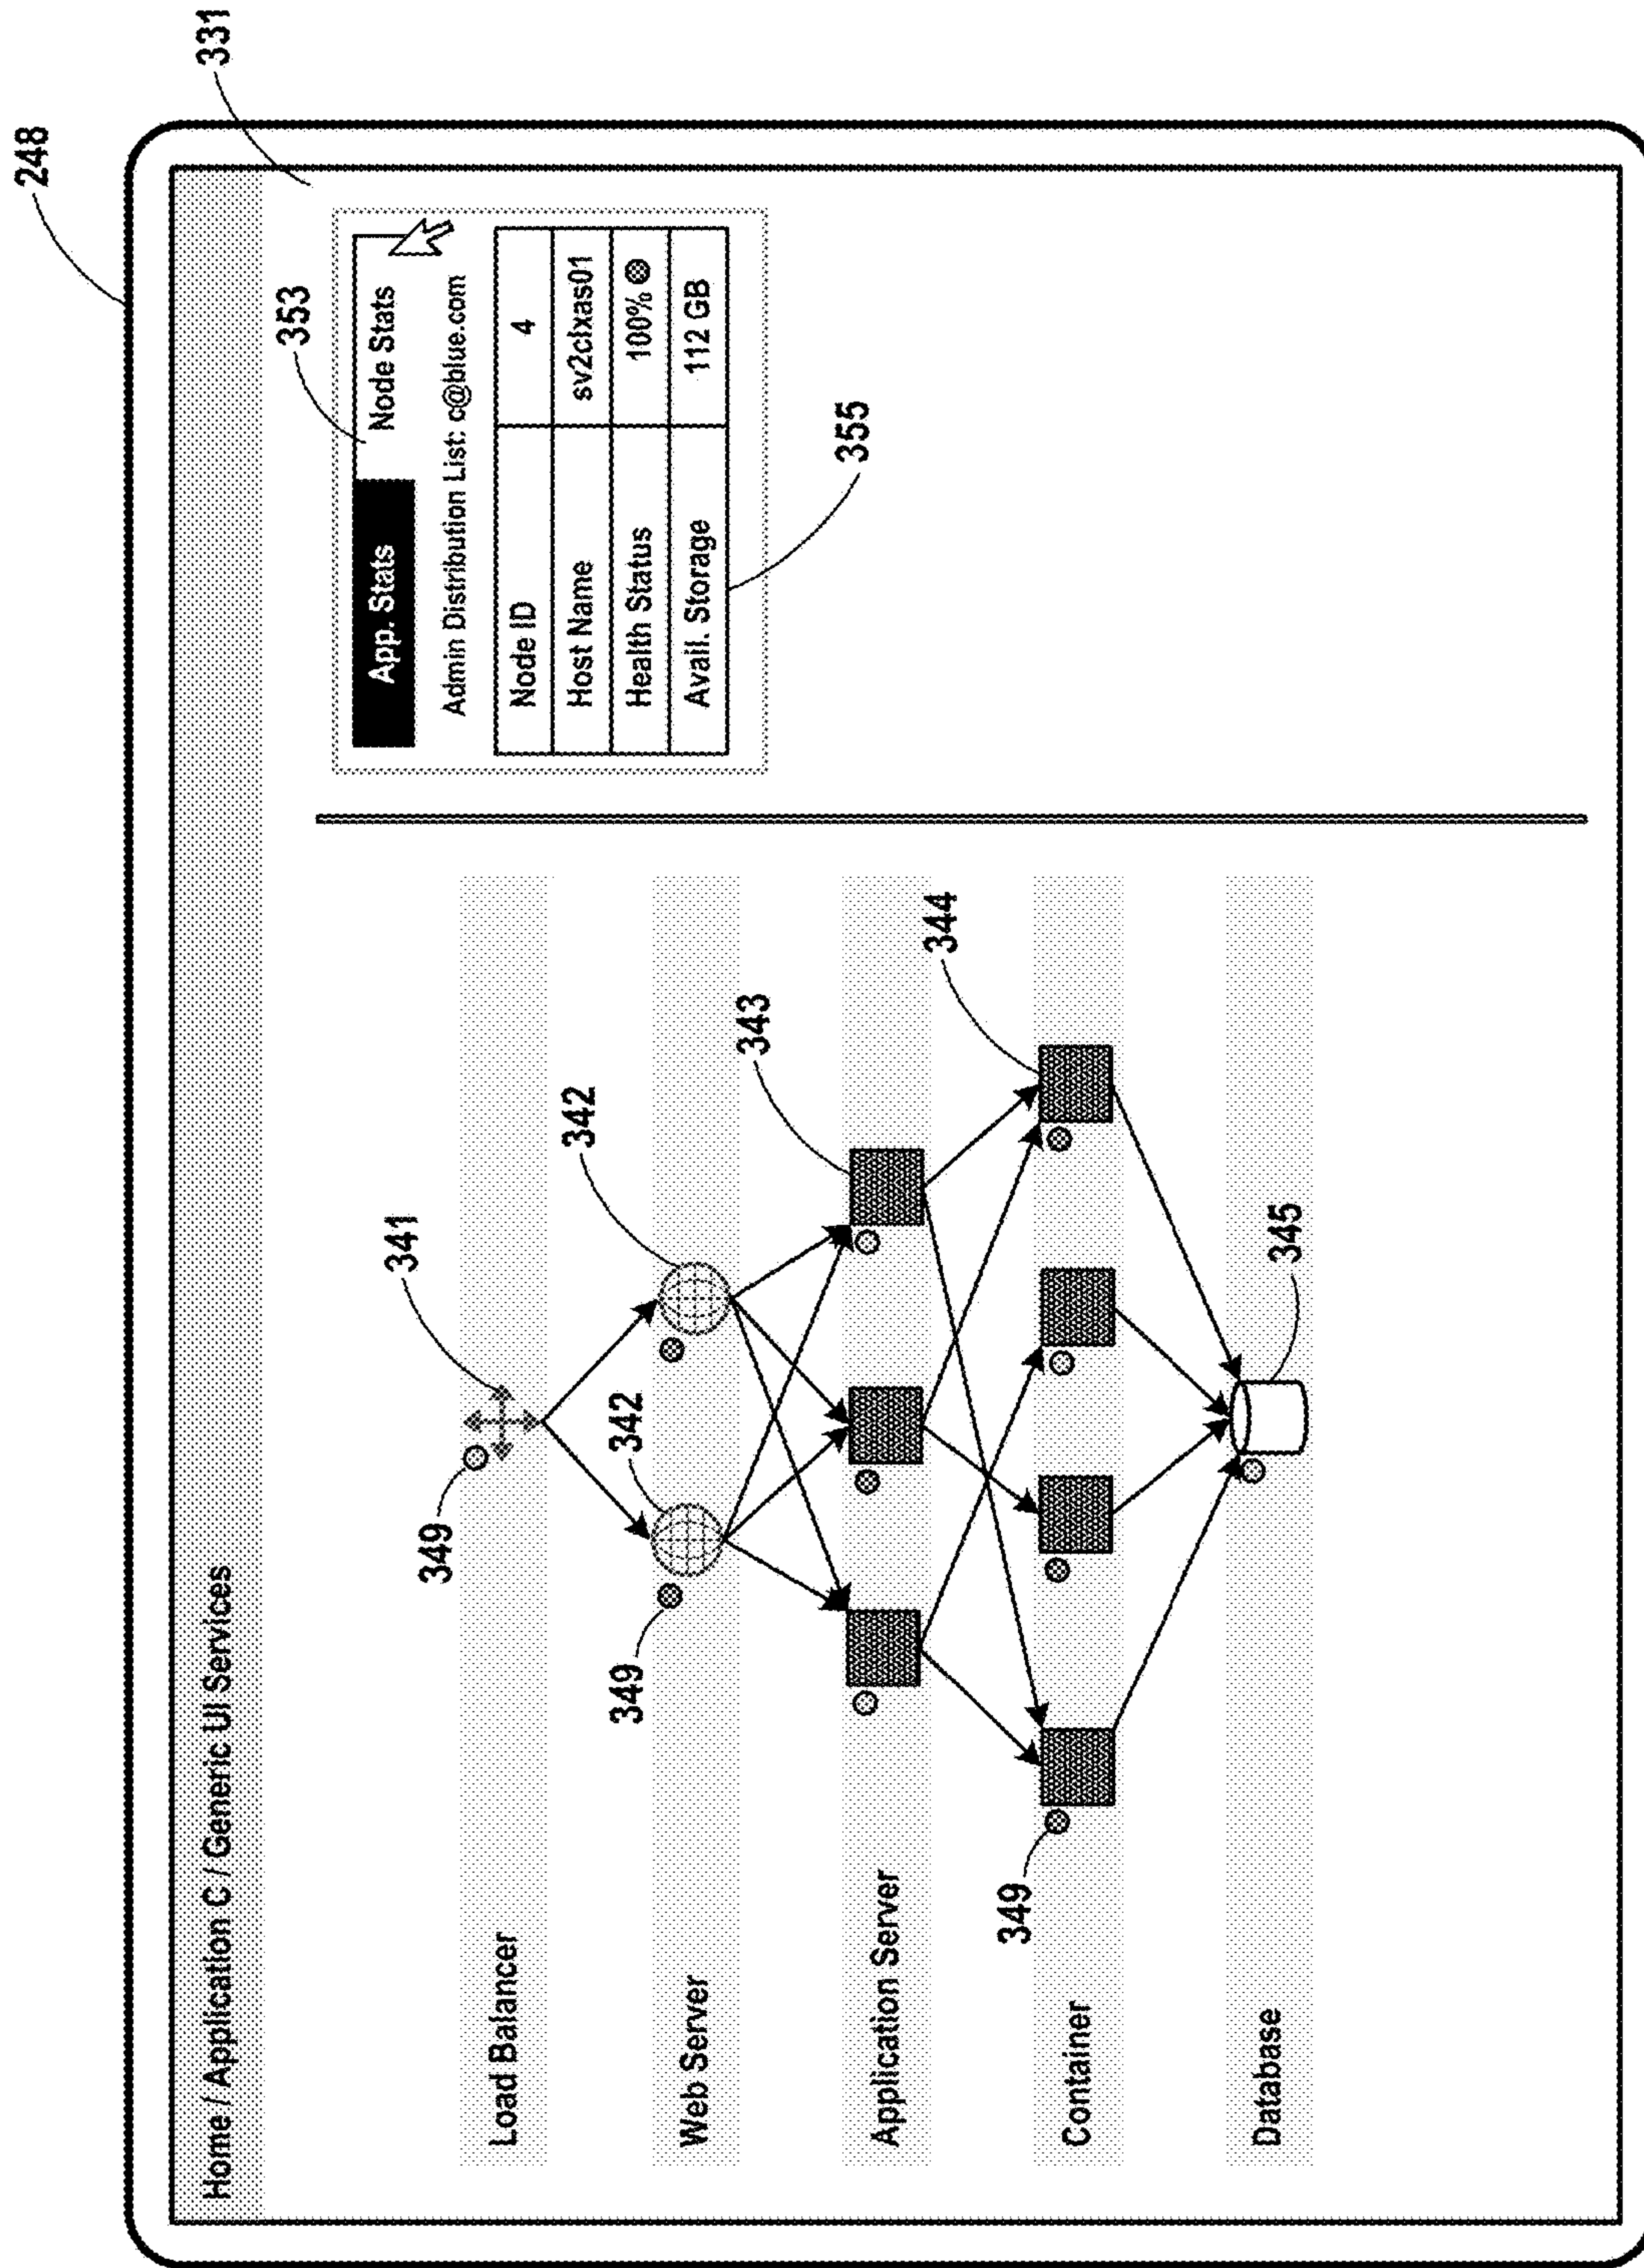 248
331
Home / Application C / Generic UI Services
353
App. Stats
Node Stats
Admin Distribution List: c@blue.com
Node ID
4
Host Name
sv2clxas01
Health Status
100%
Avail. Storage
112 GB
355
341
349
Load Balancer
342
342
349
Web Server
343
Application Server
344
349
Container
345
Database